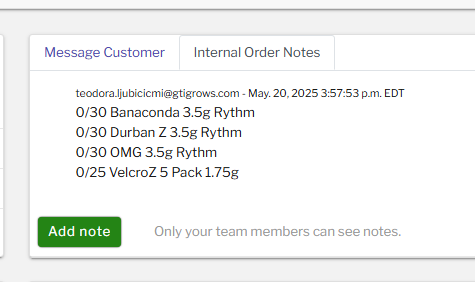 Message Customer
Internal Order Notes
teodora.ljubicicmi@gtigrows.com - May. 20, 2025 3:57:53 p.m. EDT
0/30 Banaconda 3.5g Rythm
0/30 Durban Z 3.5g Rythm
0/30 OMG 3.5g Rythm
0/25 VelcroZ 5 Pack 1.75g
Add note
Only your team members can see notes.